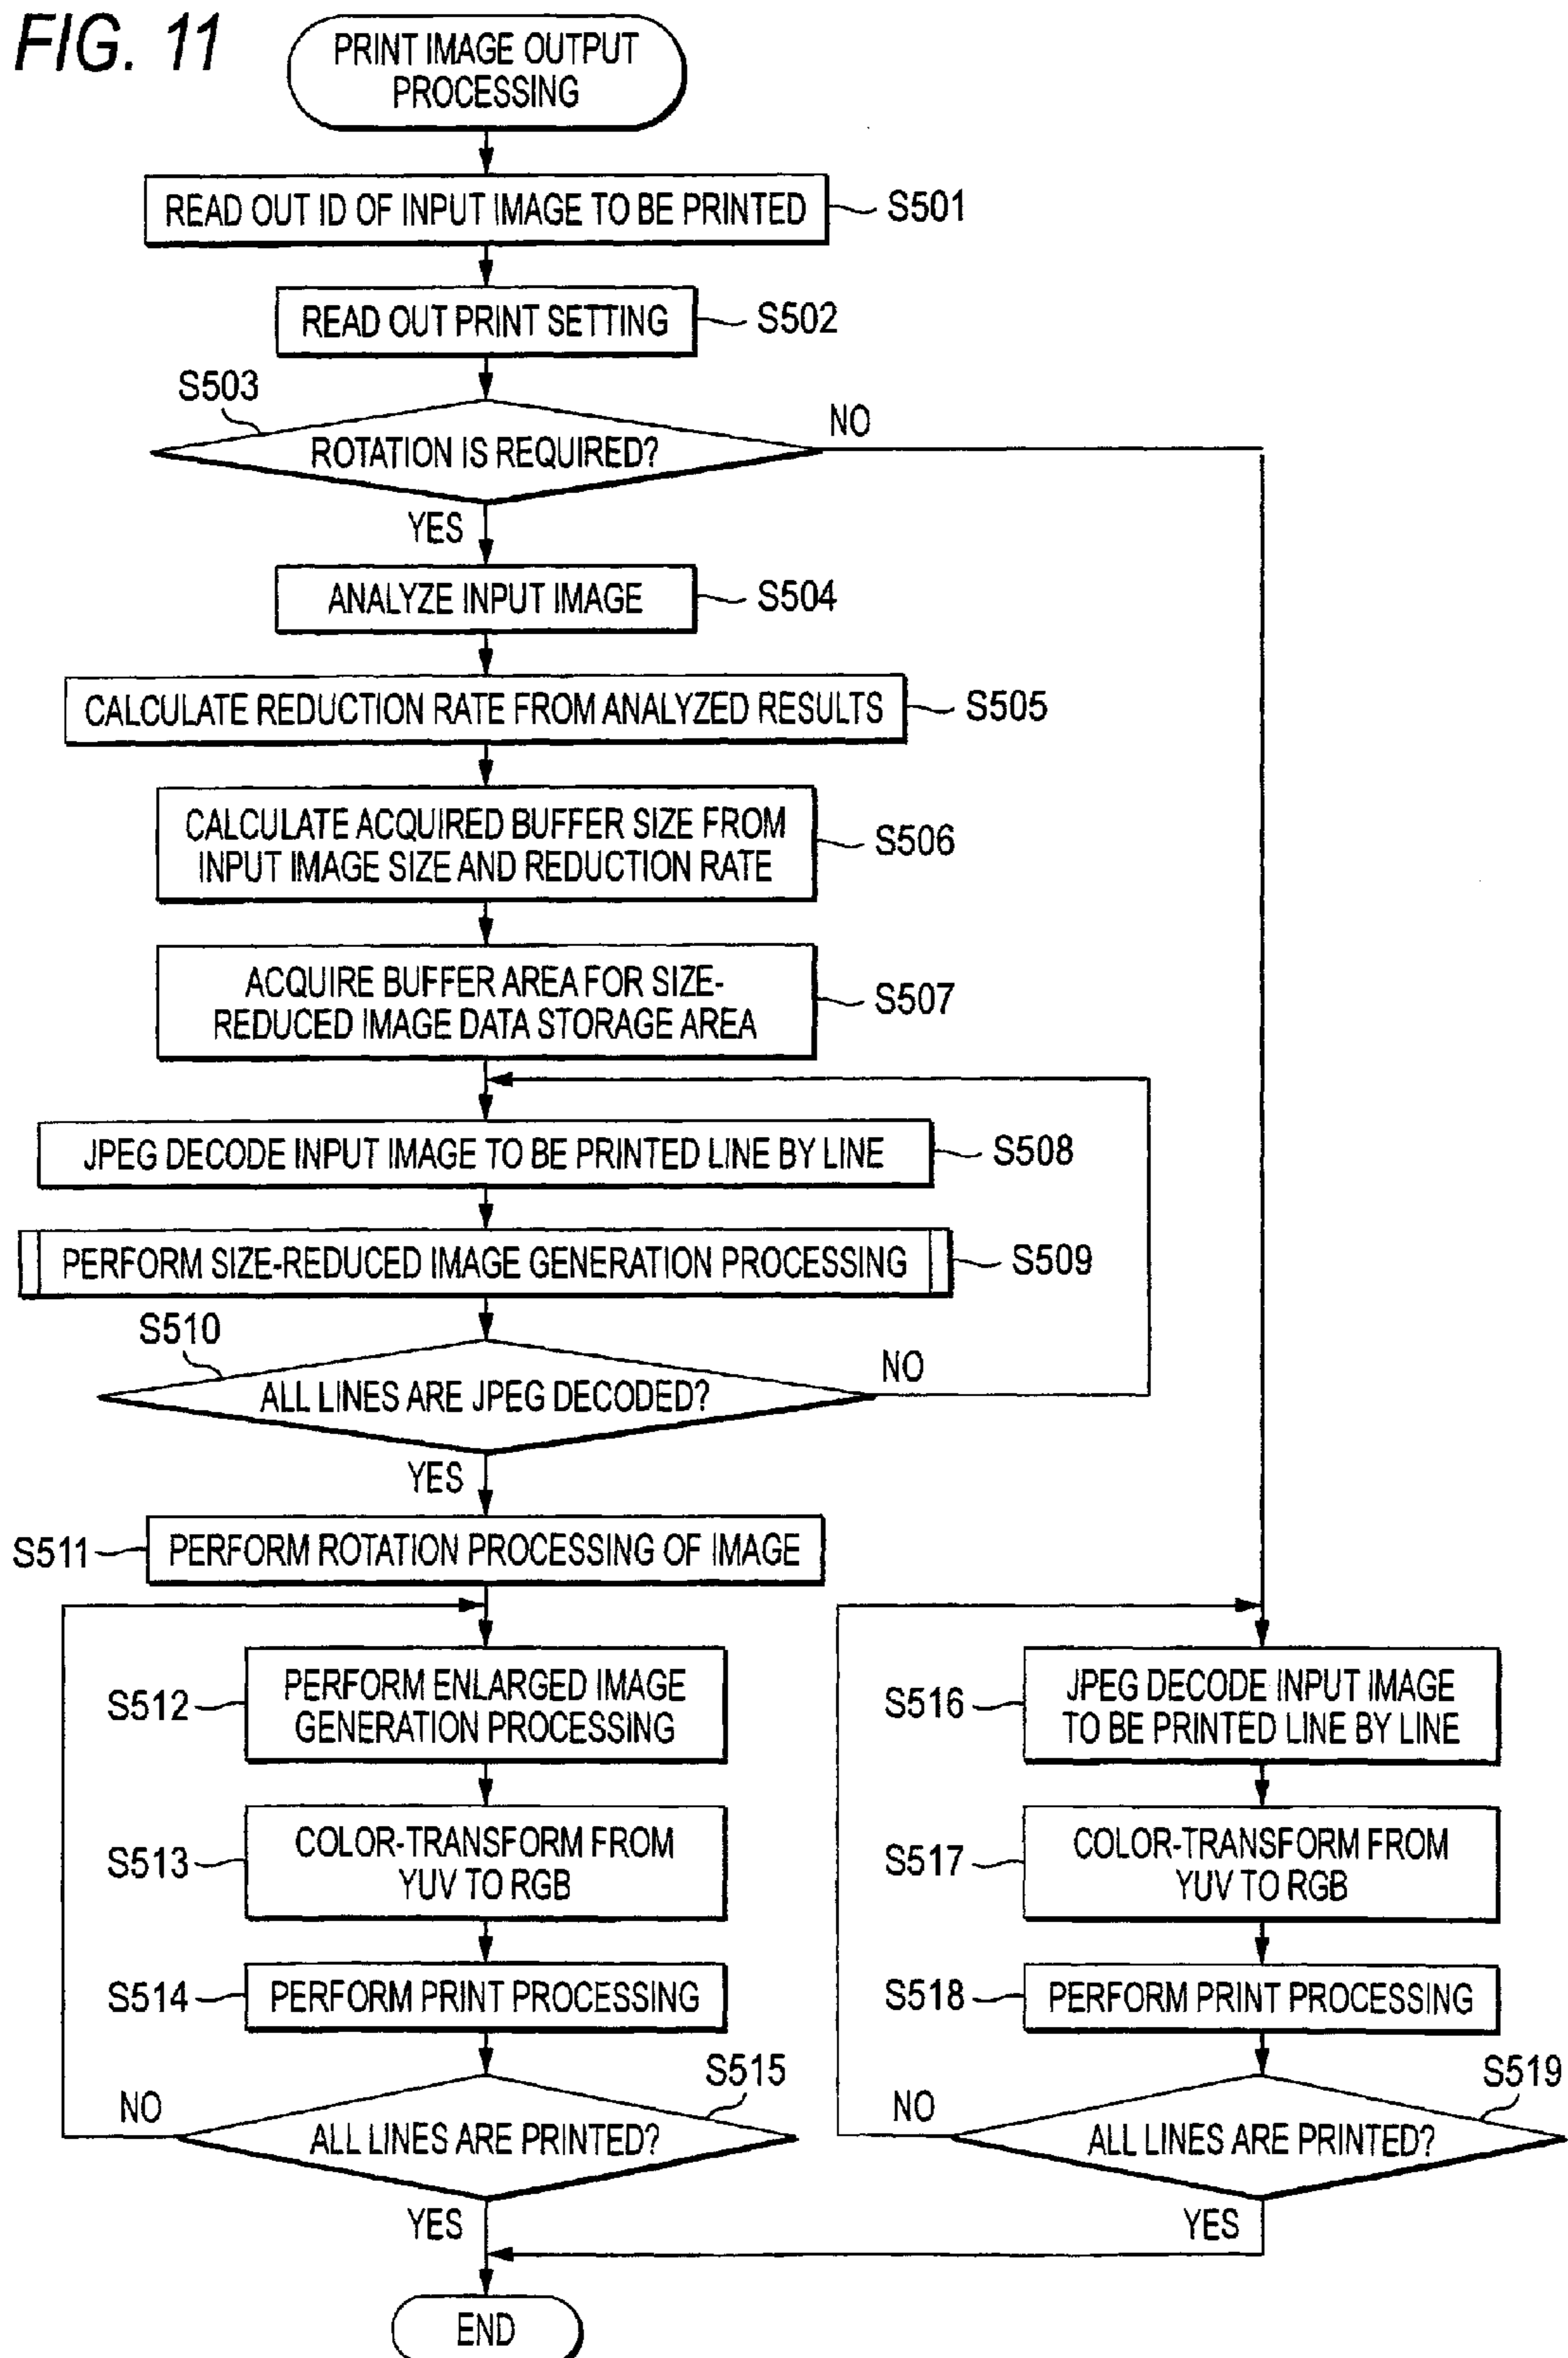 FIG. 11
PRINT IMAGE OUTPUT
PROCESSING
READ OUT ID OF INPUT IMAGE TO BE PRINTED
S501
READ OUT PRINT SETTING
S502
S503
ROTATION IS REQUIRED?
NO
YES
ANALYZE INPUT IMAGE
S504
CALCULATE REDUCTION RATE FROM ANALYZED RESULTS
S505
CALCULATE ACQUIRED BUFFER SIZE FROM
INPUT IMAGE SIZE AND REDUCTION RATE
S506
ACQUIRE BUFFER AREA FOR SIZE-
REDUCED IMAGE DATA STORAGE AREA
S507
JPEG DECODE INPUT IMAGE TO BE PRINTED LINE BY LINE
S508
PERFORM SIZE-REDUCED IMAGE GENERATION PROCESSING
S509
S510
ALL LINES ARE JPEG DECODED?
NO
YES
S511
PERFORM ROTATION PROCESSING OF IMAGE
S512
PERFORM ENLARGED IMAGE
GENERATION PROCESSING
S513
COLOR-TRANSFORM FROM
YUV TO RGB
S514
PERFORM PRINT PROCESSING
S515
NO
ALL LINES ARE PRINTED?
YES
S516
JPEG DECODE INPUT IMAGE
TO BE PRINTED LINE BY LINE
S517
COLOR-TRANSFORM FROM
YUV TO RGB
S518
PERFORM PRINT PROCESSING
S519
NO
ALL LINES ARE PRINTED?
YES
END